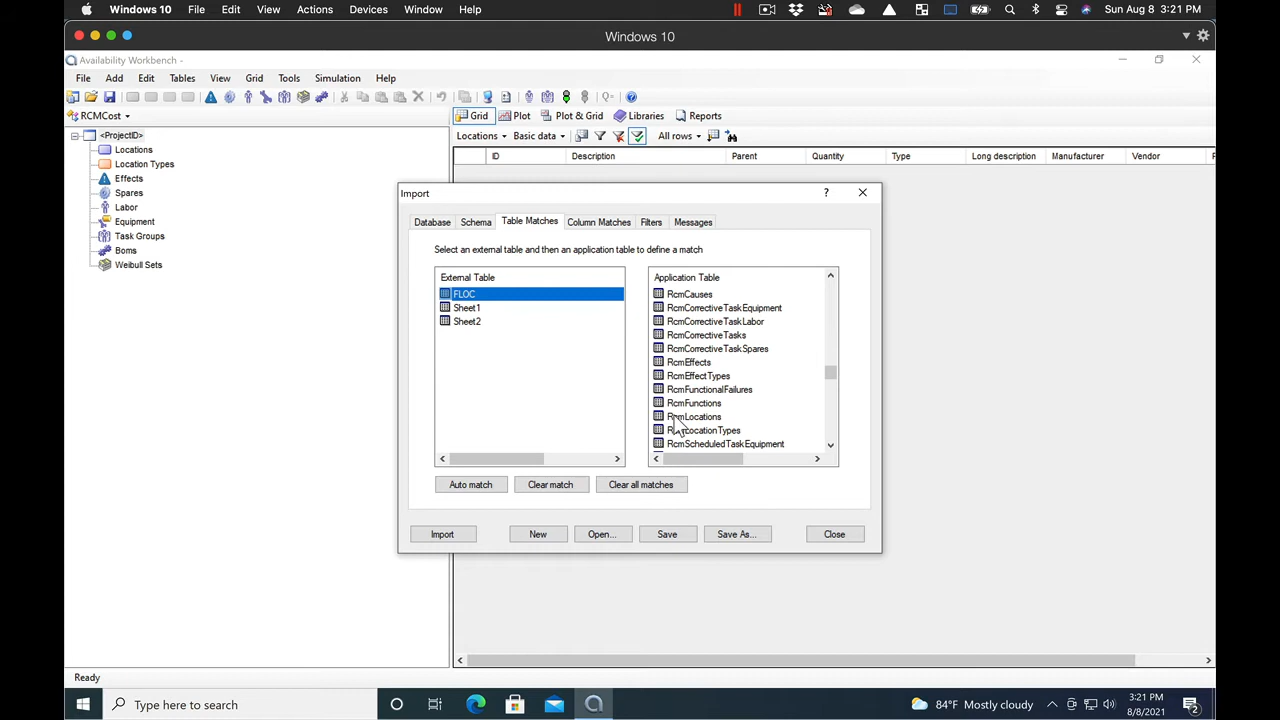 Windows 10 File Edit View Actions Devices Window Help Sun Aug 8 3:21 PM
Windows 10
Availability Workbench -
File Add Edit Tables View Grid Tools Simulation Help
RCMCost Grid Plot Plot & Grid Libraries Reports
<ProjectID>
Locations
Location Types
Effects
Spares
Labor
Equipment
Task Groups
Boms
Weibull Sets
Locations Basic data All rows
ID Description Parent Quantity Type Long description Manufacturer Vendor
Import ?
Database Schema Table Matches Column Matches Filters Messages
Select an external table and then an application table to define a match
External Table
FLOC
Sheet1
Sheet2
Application Table
RcmCauses
RcmCorrectiveTaskEquipment
RcmCorrectiveTaskLabor
RcmCorrectiveTasks
RcmCorrectiveTaskSpares
RcmEffects
RcmEffectTypes
RcmFunctionalFailures
RcmFunctions
RcmLocations
RcmLocationTypes
RcmScheduledTaskEquipment
Auto match Clear match Clear all matches
Import New Open... Save Save As... Close
Ready
Type here to search 84°F Mostly cloudy 3:21 PM
8/8/2021 2